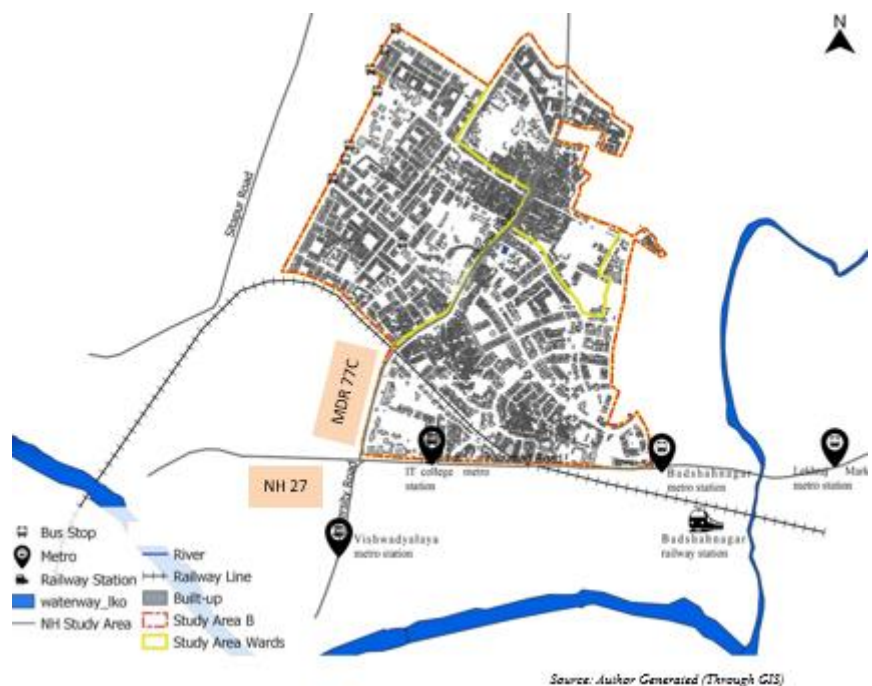 N
Sitapur Road
MDR 77C
NH 27
IT college metro
station
Badshahnagar
metro station
metro station
Vishwadyalaya
metro station
Badshahnagar
railway station
Bus Stop
Metro
Railway Station
waterway_lko
NH Study Area
River
Railway Line
Built-up
Study Area B
Study Area Wards
Source: Author Generated (Through GIS)